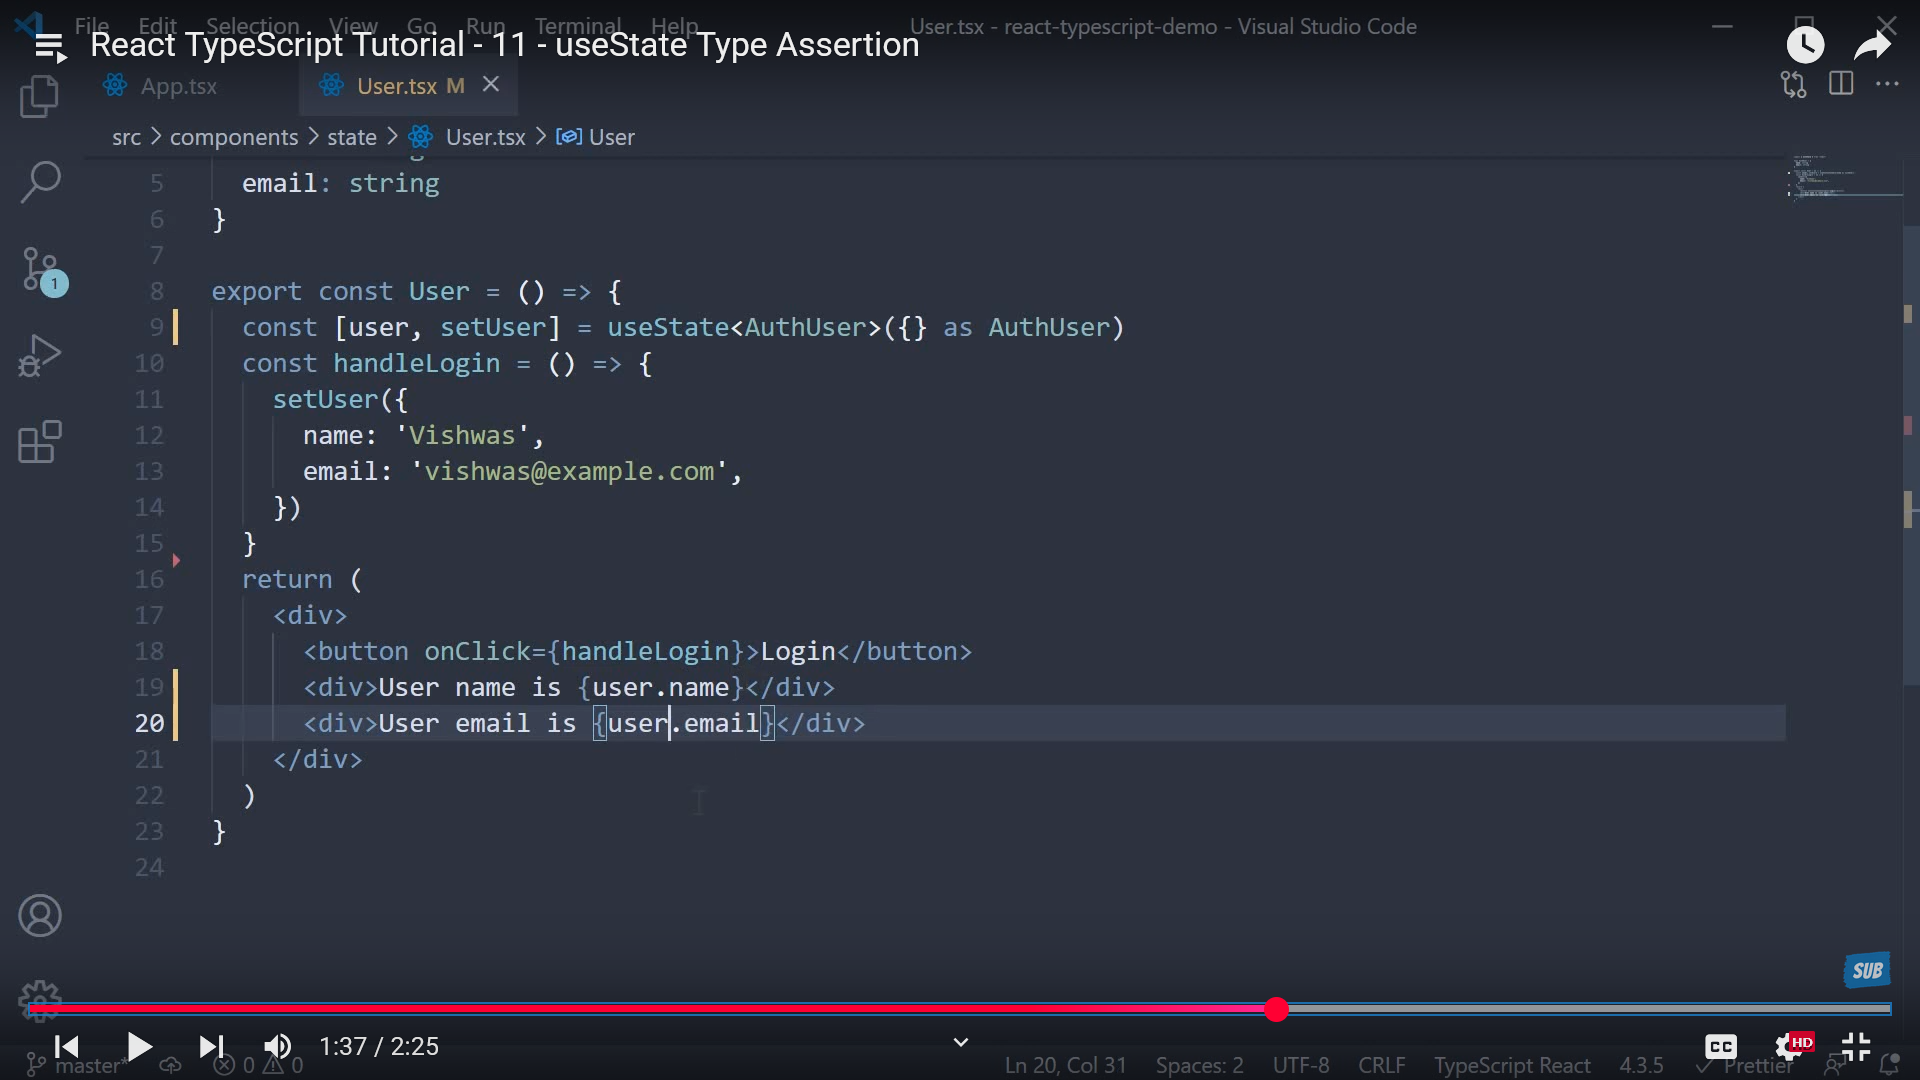 File Edit Selection View Go Run Terminal Help User.tsx - react-typescript-demo - Visual Studio Code
React TypeScript Tutorial - 11 - useState Type Assertion
App.tsx User.tsx M
src > components > state > User.tsx > User
5 email: string
6 }
7
8 export const User = () => {
9 const [user, setUser] = useState<AuthUser>({} as AuthUser)
10 const handleLogin = () => {
11 setUser({
12 name: 'Vishwas',
13 email: 'vishwas@example.com',
14 })
15 }
16 return (
17 <div>
18 <button onClick={handleLogin}>Login</button>
19 <div>User name is {user.name}</div>
20 <div>User email is {user.email}</div>
21 </div>
22 )
23 }
24
1
SUB
1:37 / 2:25
CC HD
master* 0 0 Ln 20, Col 31 Spaces: 2 UTF-8 CRLF TypeScript React 4.3.5 Prettier